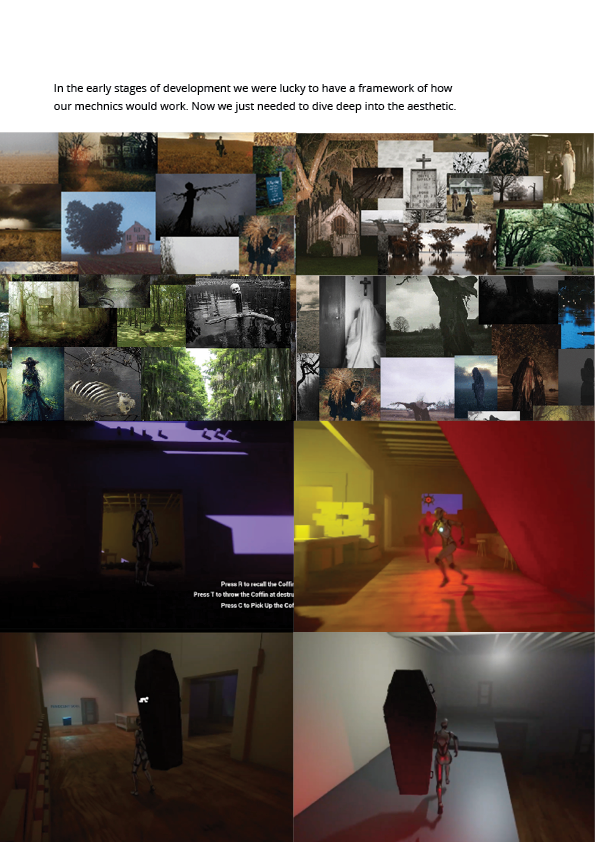 In the early stages of development we were lucky to have a framework of how
our mechnics would work. Now we just needed to dive deep into the aesthetic.
Press R to recall the Coffin
Press T to throw the Coffin at destru
Press C to Pick Up the Cof